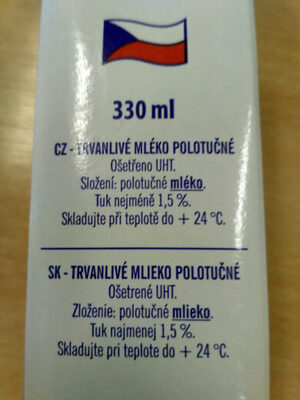 330 ml
CZ - TRVANLIVÉ MLÉKO POLOTUČNÉ
Ošetřeno UHT.
Složení: polotučné mléko.
Tuk nejméně 1,5 %.
Skladujte při teplotě do + 24 °C.
SK - TRVANLIVÉ MLIEKO POLOTUČNÉ
Ošetrené UHT.
Zloženie: polotučné mlieko.
Tuk najmenej 1,5 %.
Skladujte pri teplote do + 24 °C.